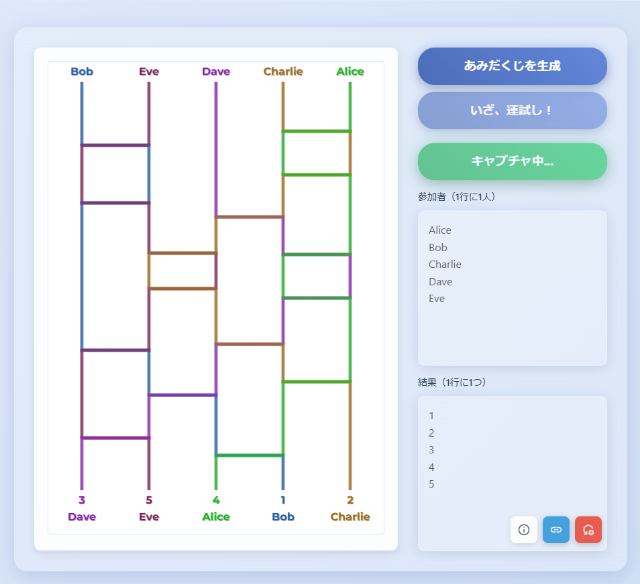 Bob Eve Dave Charlie Alice
3 5 4 1 2
Dave Eve Alice Bob Charlie
あみだくじを生成
いざ、運試し！
キャプチャ中...
参加者（1行に1人）
Alice
Bob
Charlie
Dave
Eve
結果（1行に1つ）
1
2
3
4
5